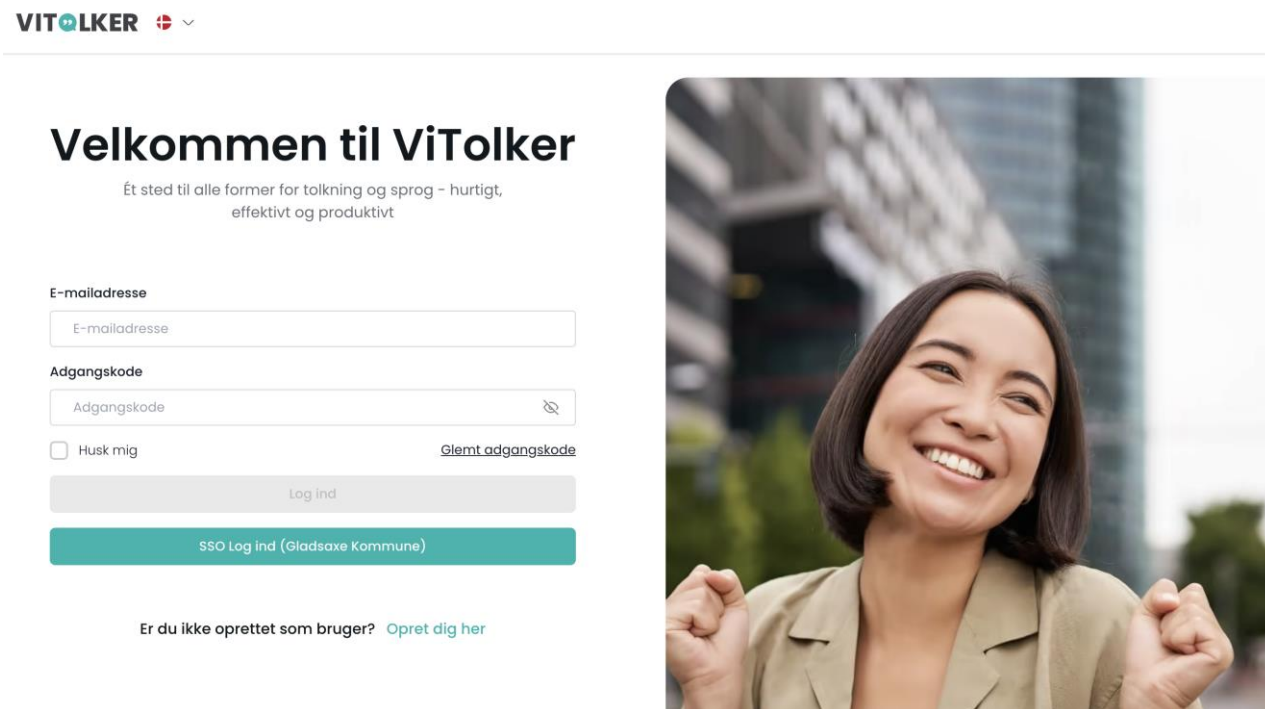 VITOLKER
Velkommen til ViTolker
Ét sted til alle former for tolkning og sprog - hurtigt,
effektivt og produktivt
E-mailadresse
E-mailadresse
Adgangskode
Adgangskode
Husk mig Glemt adgangskode
Log ind
SSO Log ind (Gladsaxe Kommune)
Er du ikke oprettet som bruger? Opret dig her